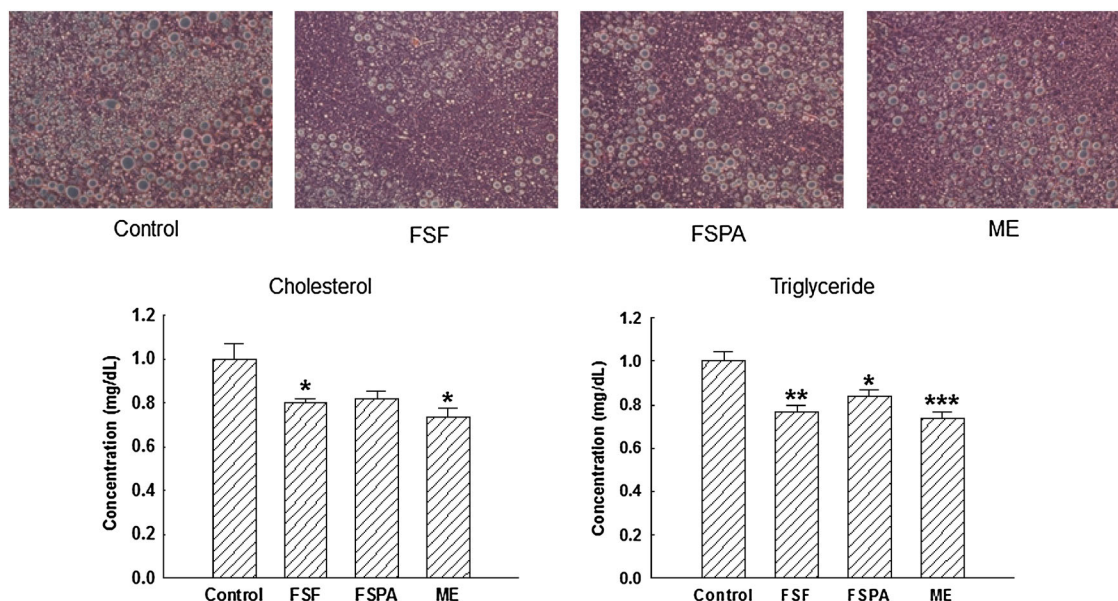 Control FSF FSPA ME
Cholesterol
Concentration (mg/dL)
1.2
1.0
0.8
0.6
0.4
0.2
0.0
*
*
Control FSF FSPA ME
Triglyceride
Concentration (mg/dL)
1.2
1.0
0.8
0.6
0.4
0.2
0.0
**
*
***
Control FSF FSPA ME